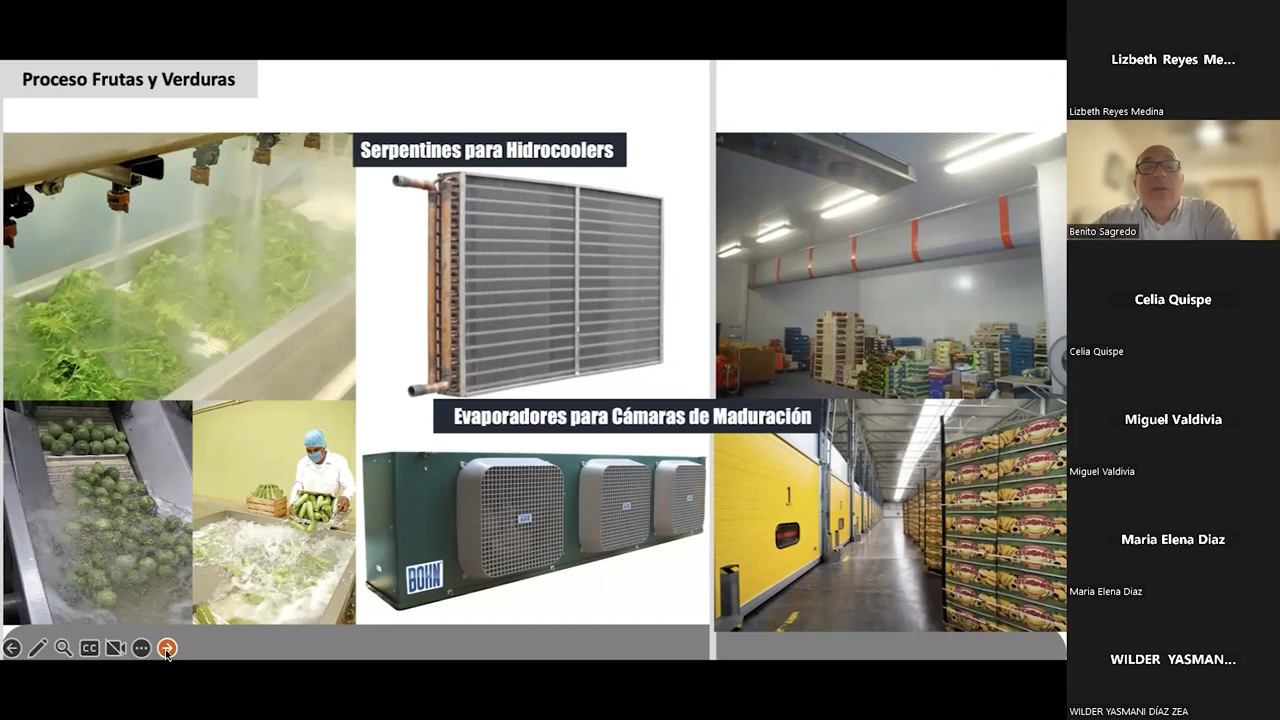 Proceso Frutas y Verduras
Serpentines para Hidrocoolers
Evaporadores para Cámaras de Maduración
BOHN
1
CC
Lizbeth Reyes Me...
Lizbeth Reyes Medina
Benito Sagredo
Celia Quispe
Celia Quispe
Miguel Valdivia
Miguel Valdivia
Maria Elena Diaz
Maria Elena Diaz
WILDER YASMAN...
WILDER YASMANI DÍAZ ZEA